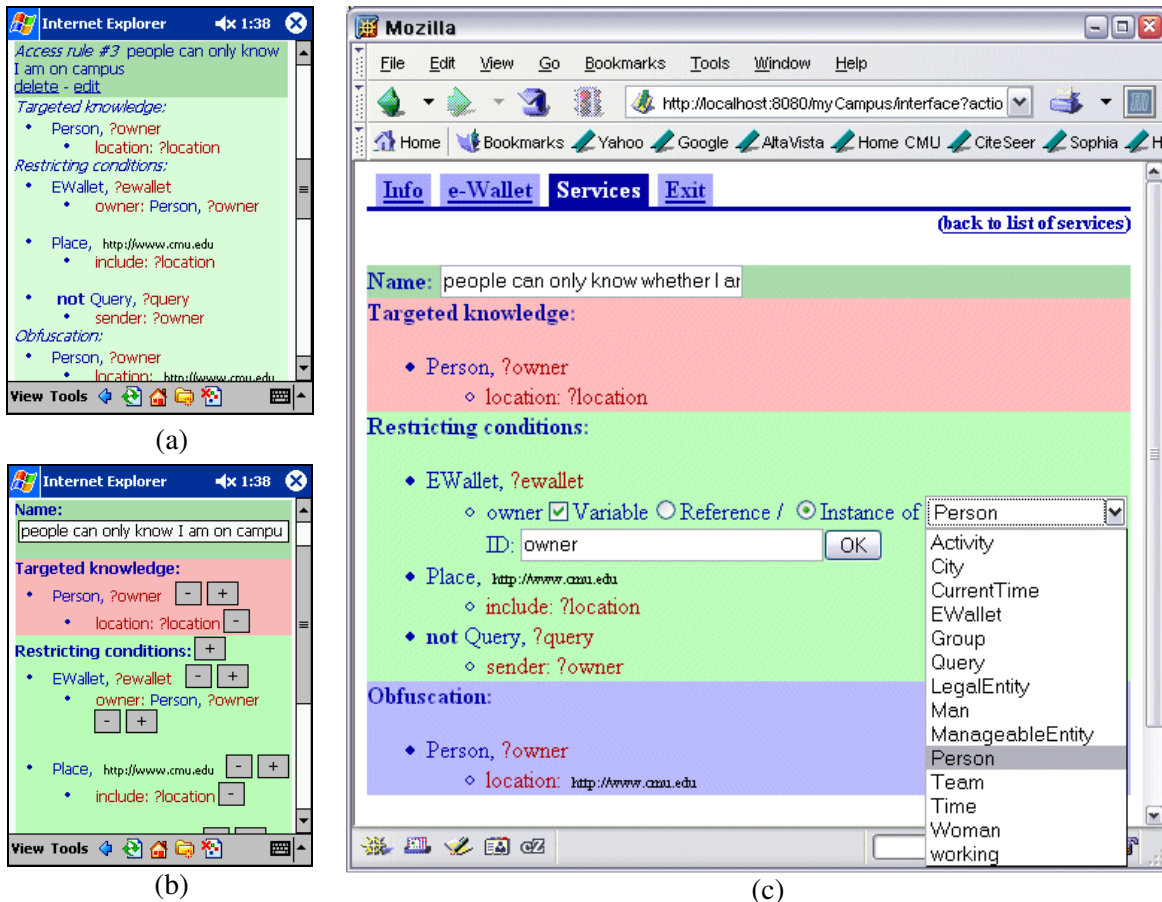 Internet Explorer 1:38
Access rule #3 people can only know
I am on campus
delete - edit
Targeted knowledge:
• Person, ?owner
• location: ?location
Restricting conditions:
• EWallet, ?ewallet
• owner: Person, ?owner
• Place, http://www.cmu.edu
• include: ?location
• not Query, ?query
• sender: ?owner
Obfuscation:
• Person, ?owner
• location: http://www.cmu.edu
View Tools
(a)
Internet Explorer 1:38
Name:
people can only know I am on campu
Targeted knowledge:
• Person, ?owner - +
• location: ?location -
Restricting conditions: +
• EWallet, ?ewallet - +
• owner: Person, ?owner
- +
• Place, http://www.cmu.edu - +
• include: ?location -
View Tools
(b)
Mozilla
File Edit View Go Bookmarks Tools Window Help
http://localhost:8080/myCampus/interface?actio
Home Bookmarks Yahoo Google AltaVista Home CMU CiteSeer Sophia H
Info e-Wallet Services Exit
(back to list of services)
Name: people can only know whether I ar
Targeted knowledge:
• Person, ?owner
location: ?location
Restricting conditions:
• EWallet, ?ewallet
owner Variable Reference / Instance of Person
ID: owner OK
• Place, http://www.cmu.edu
include: ?location
• not Query, ?query
sender: ?owner
Obfuscation:
• Person, ?owner
location: http://www.cmu.edu
Activity
City
CurrentTime
EWallet
Group
Query
LegalEntity
Man
ManageableEntity
Person
Team
Time
Woman
working
(c)